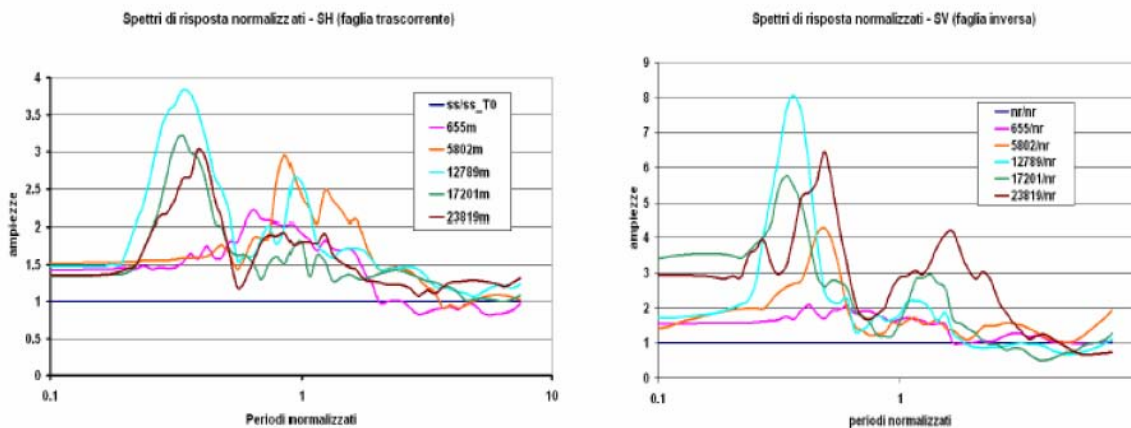 Spettri di risposta normalizzati - SH (faglia trascorrente)
ampiezze
4
3.5
3
2.5
2
1.5
1
0.5
0
0.1
1
10
Periodi normalizzati
ss/ss_T0
655m
5802m
12789m
17201m
23819m
Spettri di risposta normalizzati - SV (faglia inversa)
ampiezze
9
8
7
6
5
4
3
2
1
0
0.1
1
periodi normalizzati
nr/nr
655/nr
5802/nr
12789/nr
17201/nr
23819/nr